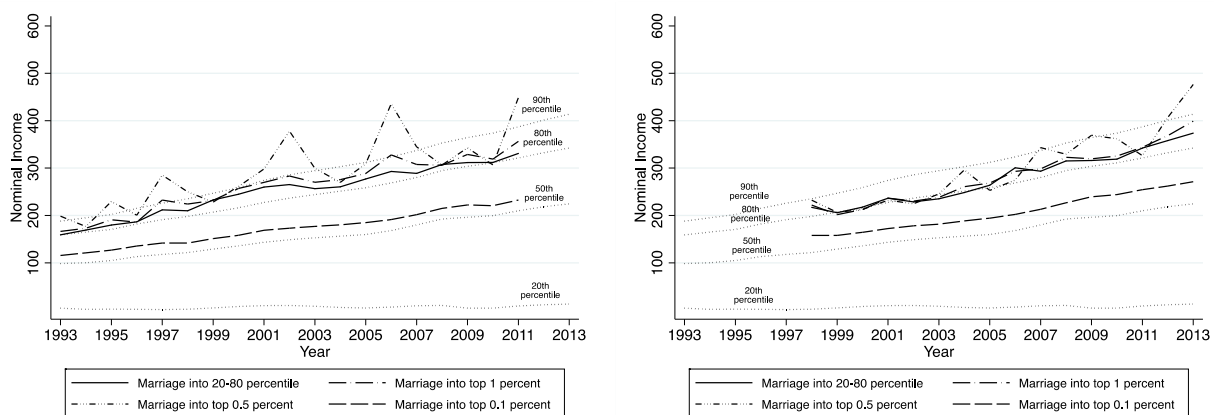 600
500
400
300
200
100
Nominal Income
90th
percentile
80th
percentile
50th
percentile
20th
percentile
1993 1995 1997 1999 2001 2003 2005 2007 2009 2011 2013
Year
Marriage into 20-80 percentile Marriage into top 1 percent
Marriage into top 0.5 percent Marriage into top 0.1 percent
600
500
400
300
200
100
Nominal Income
90th
percentile
80th
percentile
50th
percentile
20th
percentile
1993 1995 1997 1999 2001 2003 2005 2007 2009 2011 2013
Year
Marriage into 20-80 percentile Marriage into top 1 percent
Marriage into top 0.5 percent Marriage into top 0.1 percent